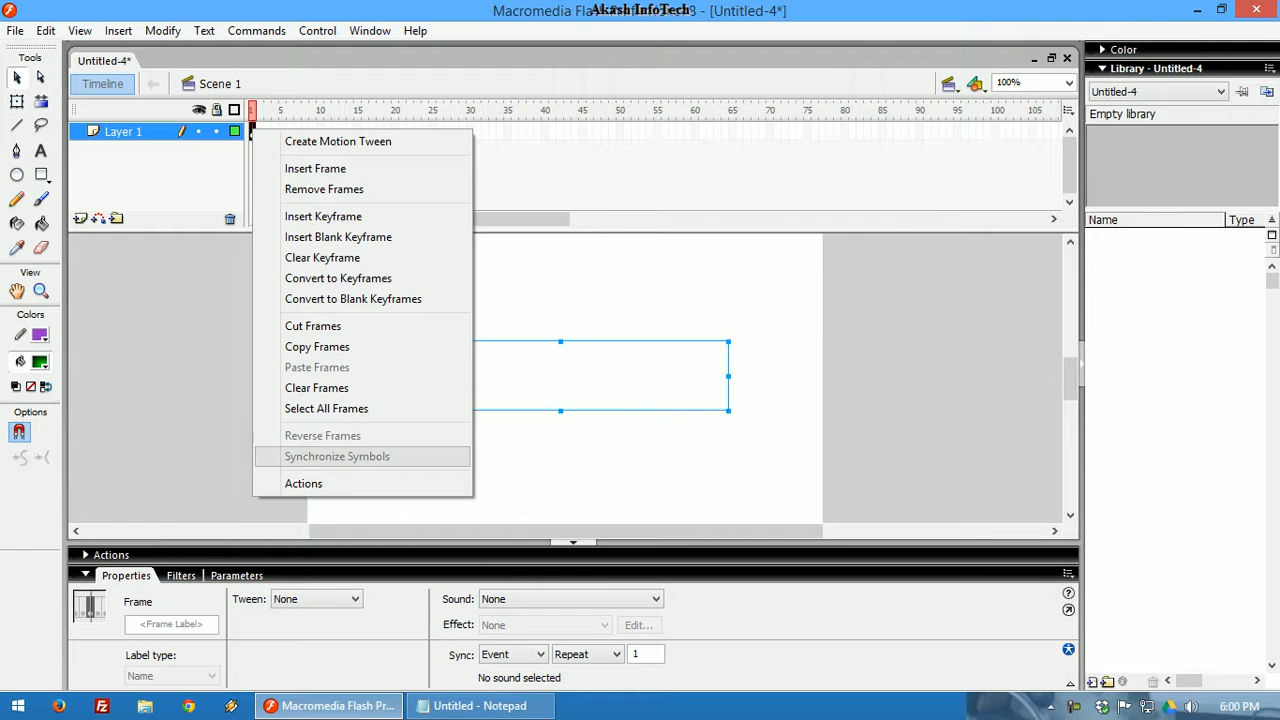 Macromedia Flash Pr
Akash InfoTech
8 - [Untitled-4*]
File Edit View Insert Modify Text Commands Control Window Help
Tools
Untitled-4*
Timeline
Scene 1
100%
5 10 15 20 25 30 35 40 45 50 55 60 65 70 75 80 85 90 95 100 105
Layer 1
Create Motion Tween
Insert Frame
Remove Frames
Insert Keyframe
Insert Blank Keyframe
Clear Keyframe
Convert to Keyframes
Convert to Blank Keyframes
Cut Frames
Copy Frames
Paste Frames
Clear Frames
Select All Frames
Reverse Frames
Synchronize Symbols
Actions
View
Colors
Options
Color
Library - Untitled-4
Untitled-4
Empty library
Name Type
Actions
Properties Filters Parameters
Frame
<Frame Label>
Label type:
Name
Tween: None
Sound: None
Effect: None Edit...
Sync: Event Repeat 1
No sound selected
Macromedia Flash Pr...
Untitled - Notepad
6:00 PM